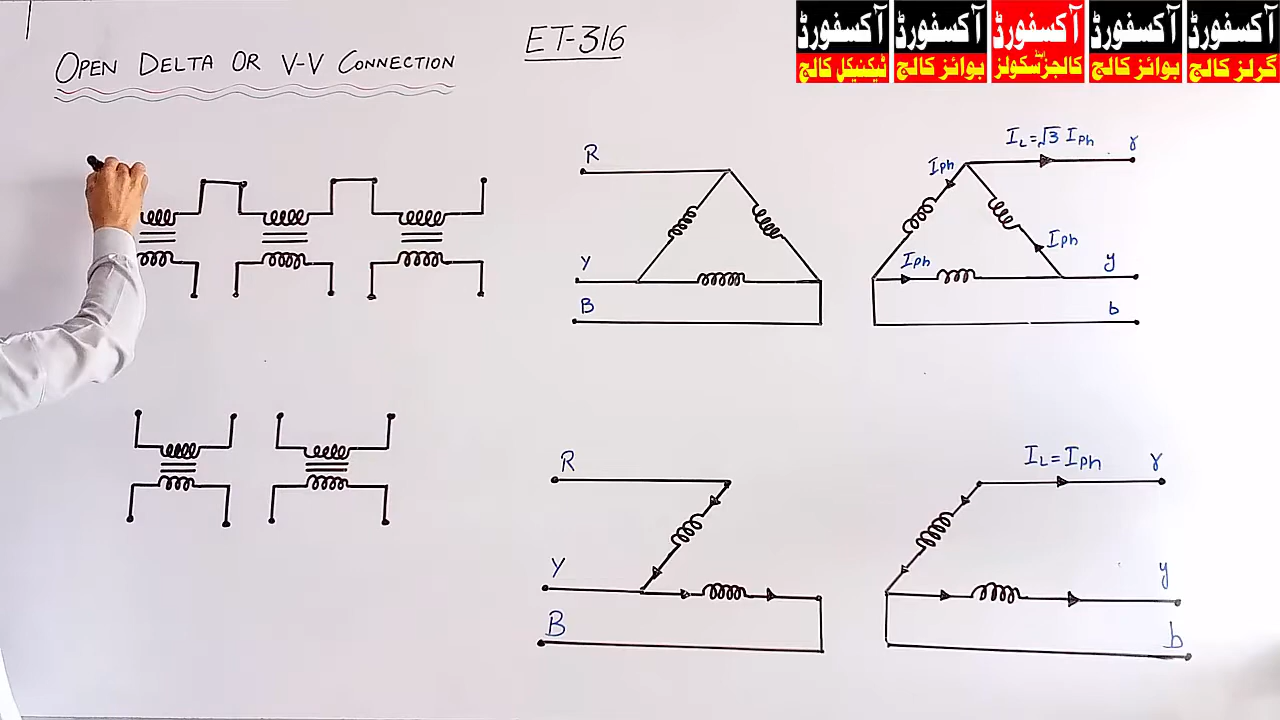 OPEN DELTA OR V-V CONNECTION
ET-316
آکسفورڈ ٹیکنیکل کالج
آکسفورڈ بوائز کالج
آکسفورڈ کالجز اینڈ سکولز
آکسفورڈ بوائز کالج
آکسفورڈ گرلز کالج
R
Y
B
IL=√3 IPh
r
IPh
IPh
IPh
y
b
R
Y
B
IL=IPh
r
y
b